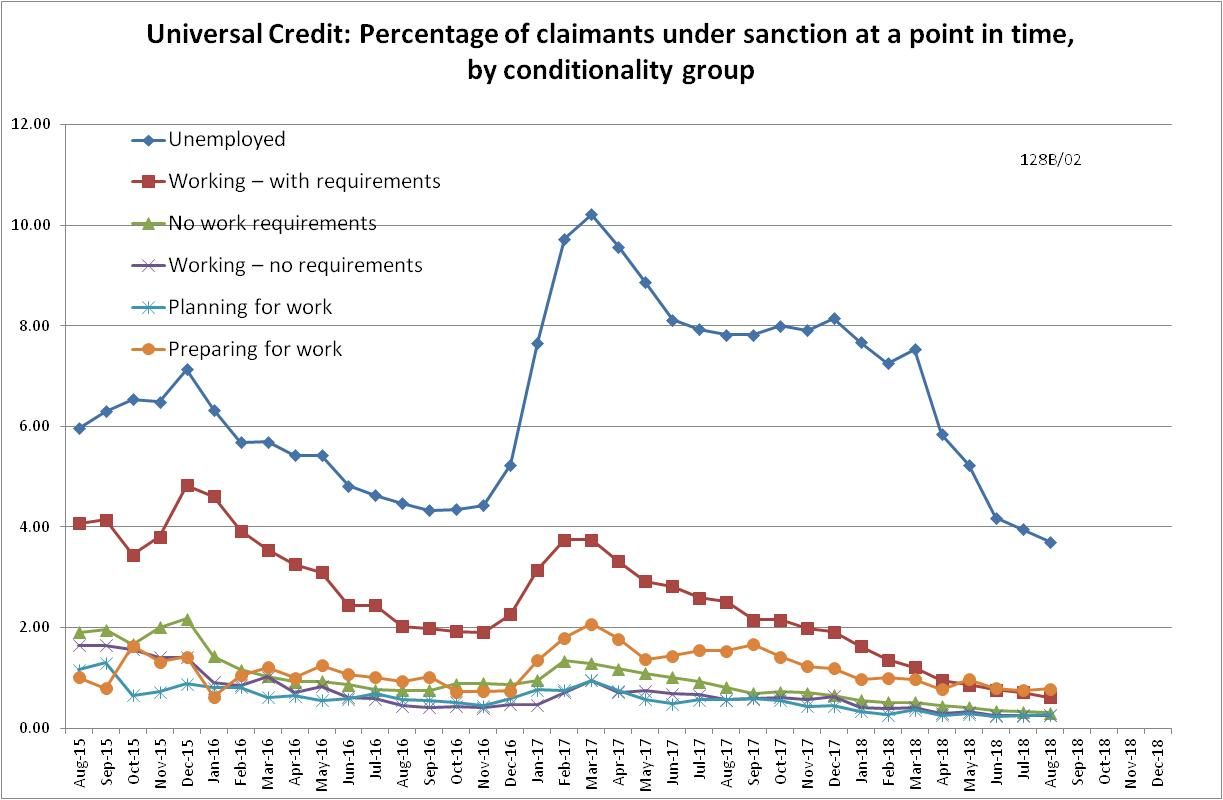 Universal Credit: Percentage of claimants under sanction at a point in time,
by conditionality group
12.00
10.00
8.00
6.00
4.00
2.00
0.00
Unemployed
Working – with requirements
No work requirements
Working – no requirements
Planning for work
Preparing for work
128B/02
Aug-15
Sep-15
Oct-15
Nov-15
Dec-15
Jan-16
Feb-16
Mar-16
Apr-16
May-16
Jun-16
Jul-16
Aug-16
Sep-16
Oct-16
Nov-16
Dec-16
Jan-17
Feb-17
Mar-17
Apr-17
May-17
Jun-17
Jul-17
Aug-17
Sep-17
Oct-17
Nov-17
Dec-17
Jan-18
Feb-18
Mar-18
Apr-18
May-18
Jun-18
Jul-18
Aug-18
Sep-18
Oct-18
Nov-18
Dec-18